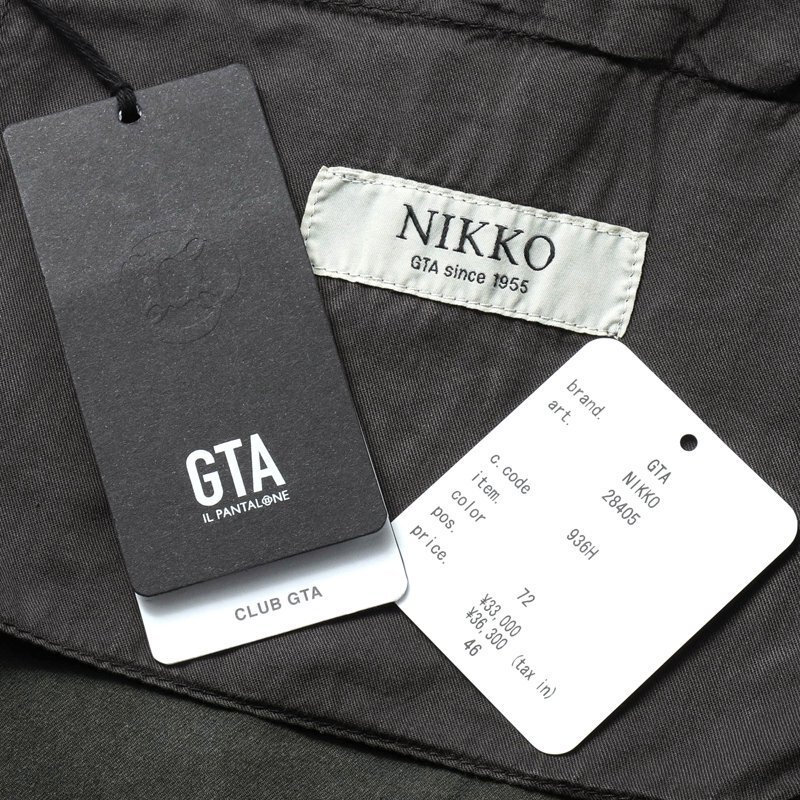 GTA
IL PANTALONE
CLUB GTA
NIKKO
GTA since 1955
brand.
art.
c.code
item.
color
pos.
price.
GTA
NIKKO
28405
936H
72
¥33,000
¥36,300 (tax in)
46